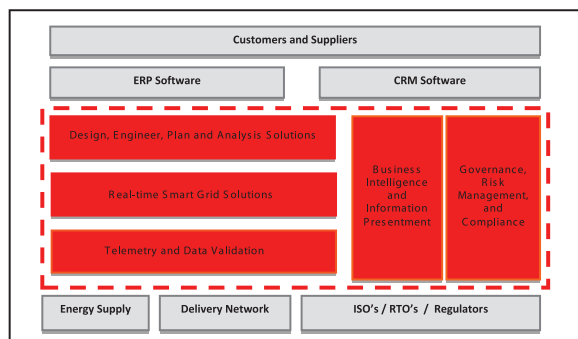 Customers and Suppliers
ERP Software
CRM Software
Design, Engineer, Plan and Analysis Solutions
Real-time Smart Grid Solutions
Telemetry and Data Validation
Business
Intelligence
and
Information
Presentment
Governance,
Risk
Management,
and
Compliance
Energy Supply
Delivery Network
ISO's / RTO's / Regulators